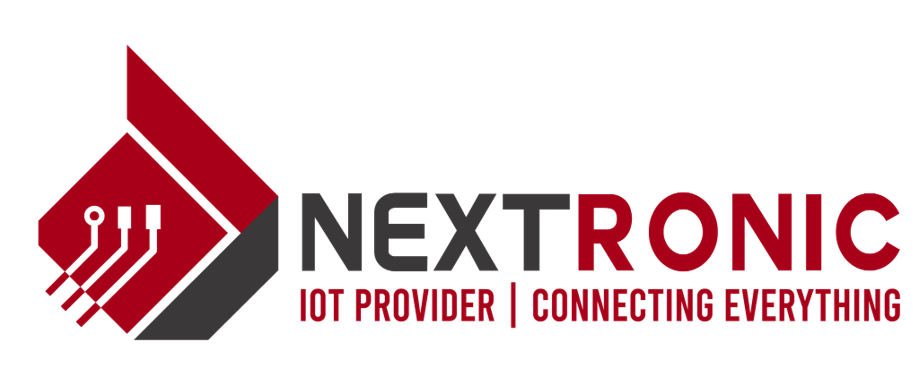 NEXTRONIC
IOT PROVIDER | CONNECTING EVERYTHING